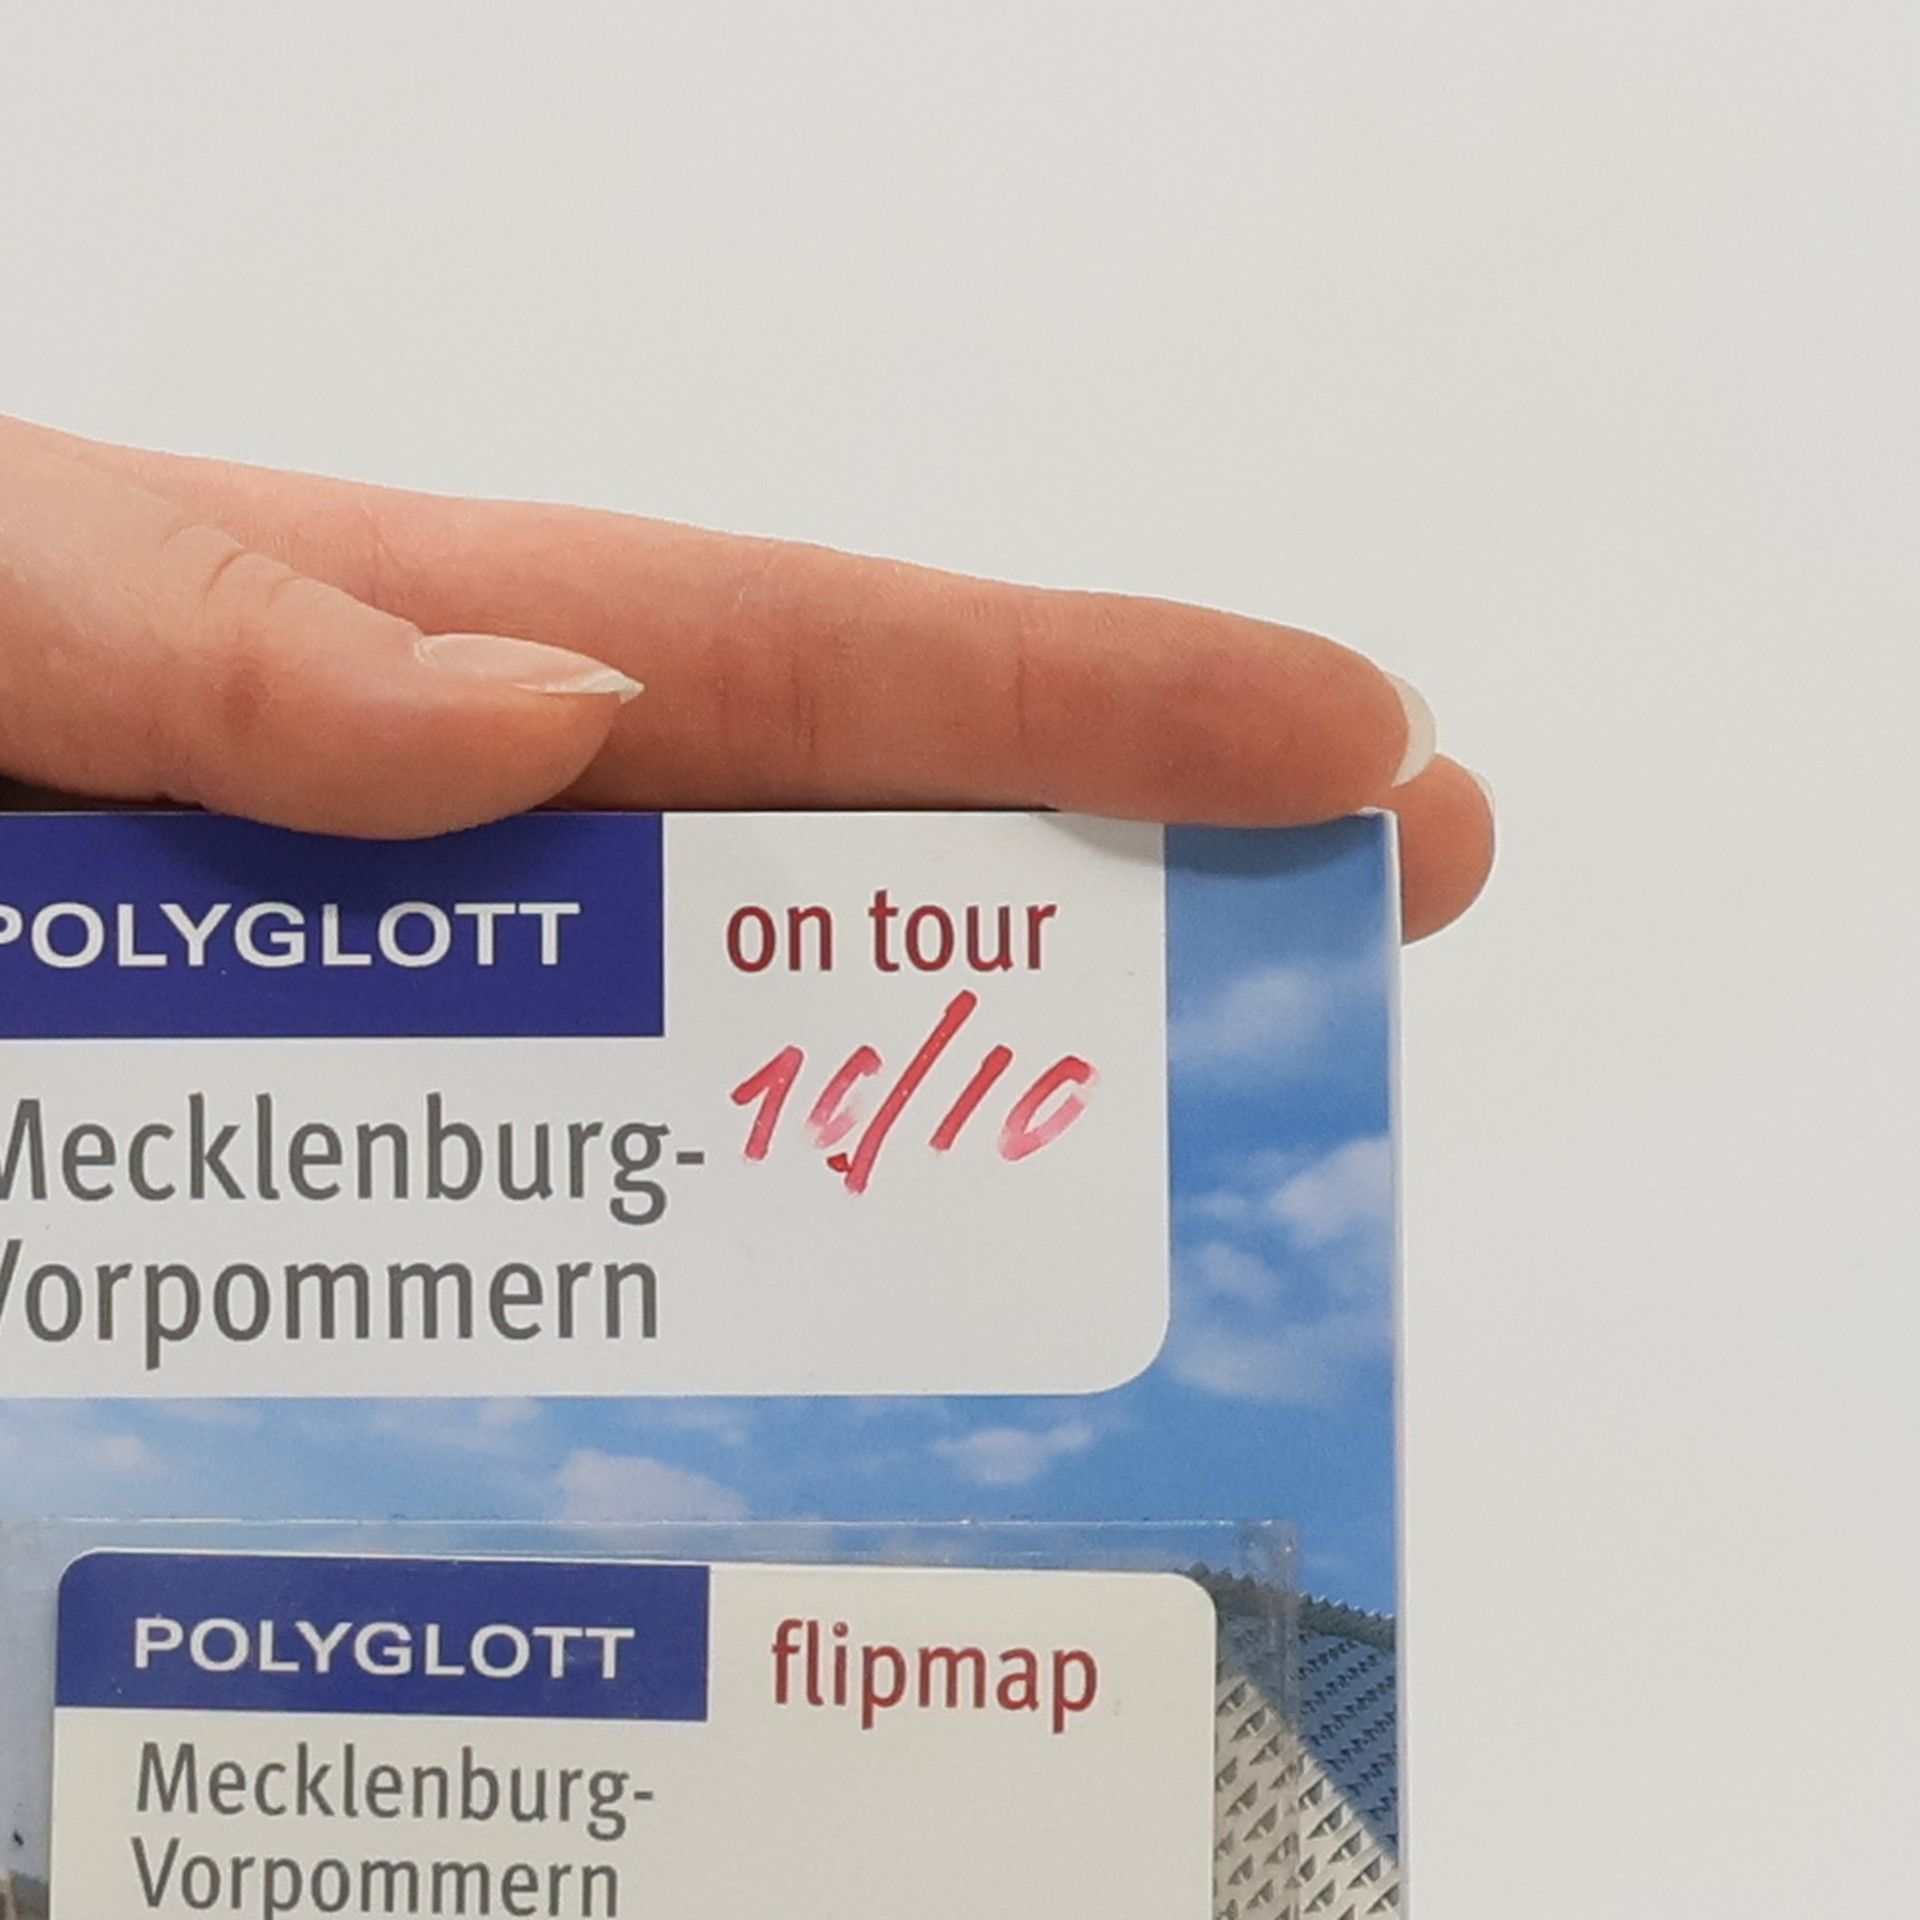 POLYGLOTT on tour
10/10
Mecklenburg-
Vorpommern
POLYGLOTT flipmap
Mecklenburg-
Vorpommern